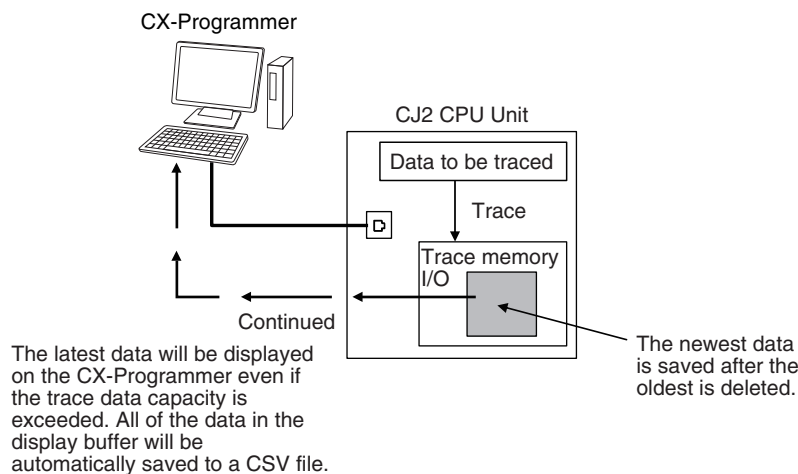 CX-Programmer
CJ2 CPU Unit
Data to be traced
Trace
Trace memory
I/O
Continued
The latest data will be displayed
on the CX-Programmer even if
the trace data capacity is
exceeded. All of the data in the
display buffer will be
automatically saved to a CSV file.
The newest data
is saved after the
oldest is deleted.